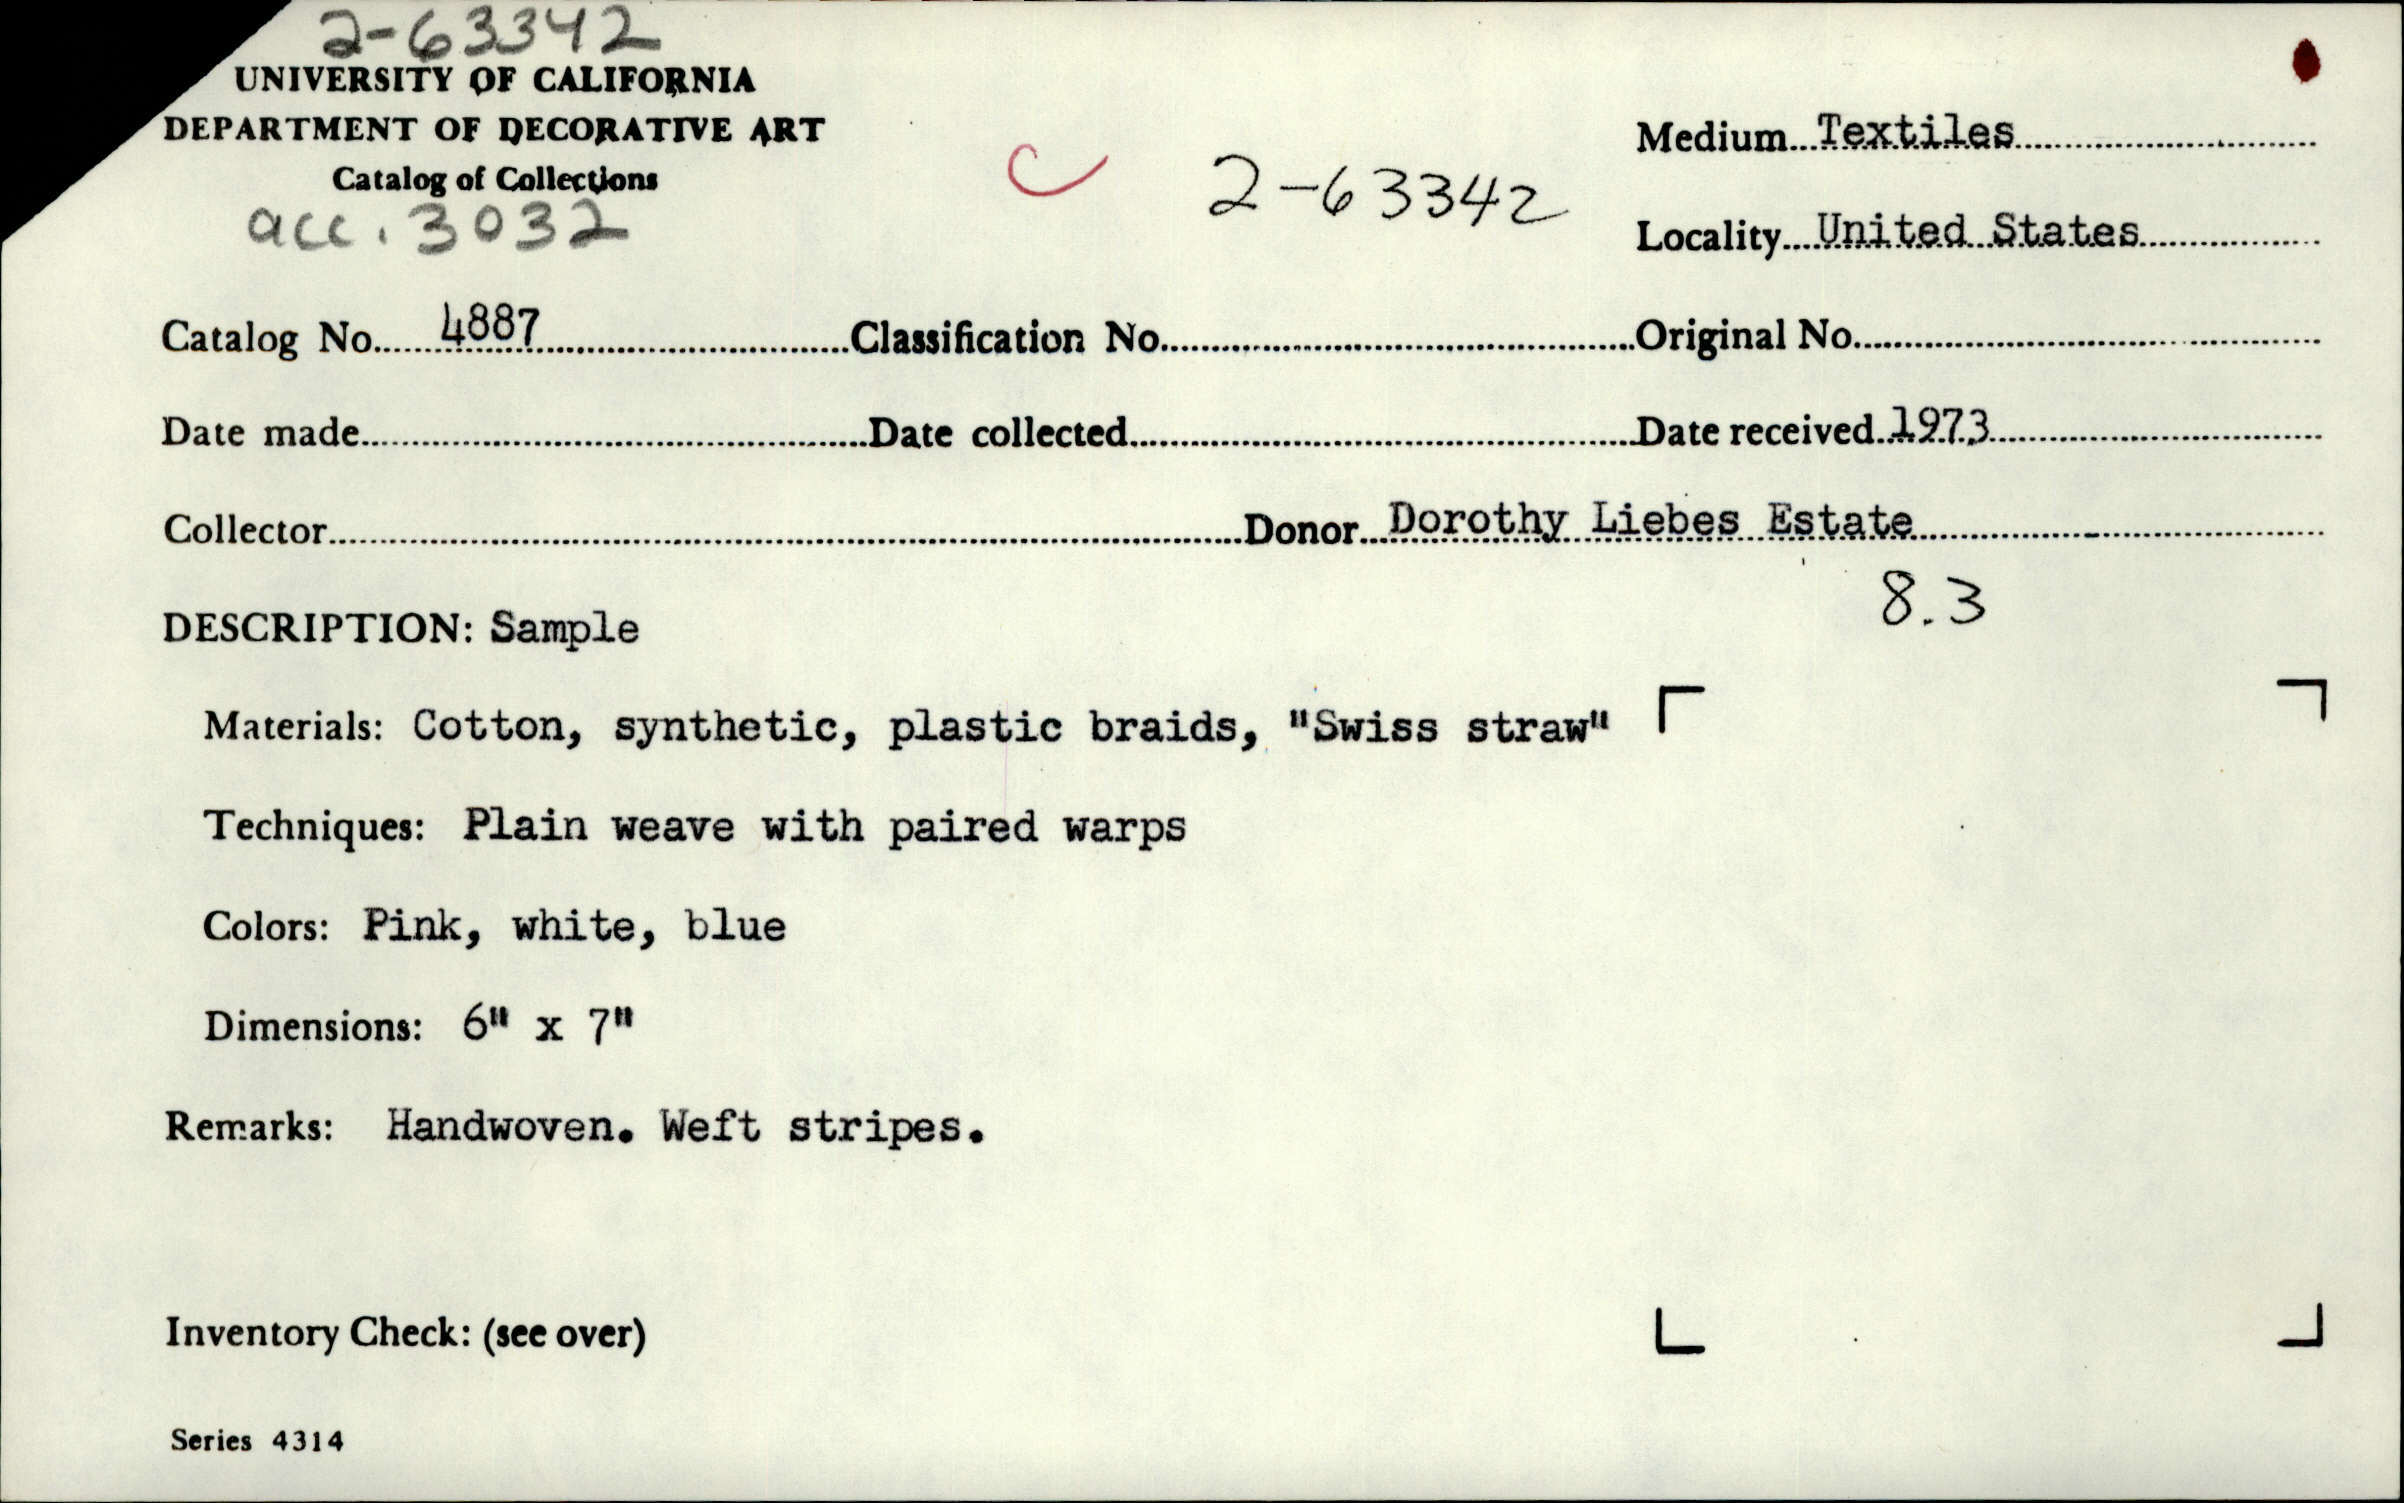 2-63342
UNIVERSITY OF CALIFORNIA
DEPARTMENT OF DECORATIVE ART
Catalog of Collections
acc. 3032
2-63342
Medium...Textiles
Locality...United States
Catalog No. 4887 Classification No. Original No.
Date made Date collected Date received 1973
Collector Donor Dorothy Liebes Estate
8.3
DESCRIPTION: Sample
Materials: Cotton, synthetic, plastic braids, "Swiss straw"
Techniques: Plain weave with paired warps
Colors: Pink, white, blue
Dimensions: 6" x 7"
Remarks: Handwoven. Weft stripes.
Inventory Check: (see over)
Series 4314